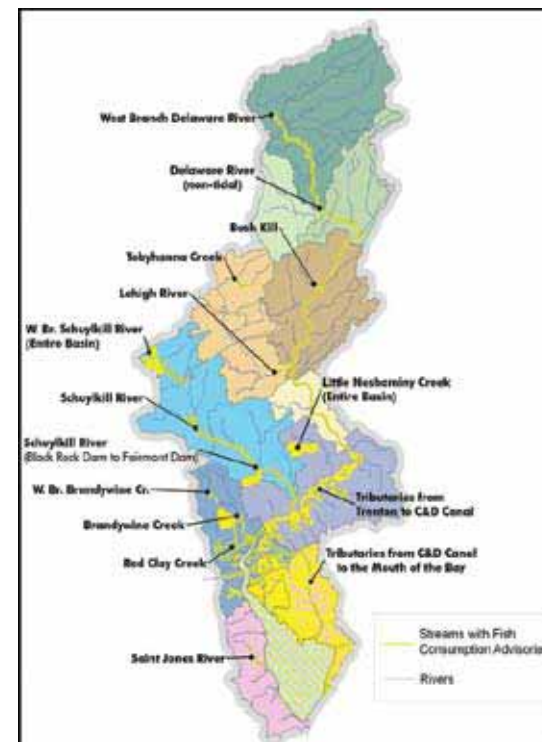 West Branch Delaware River
Delaware River
(non-tidal)
Bush Kill
Tobyhanna Creek
Lehigh River
W. Br. Schuylkill River
(Entire Basin)
Little Neshaminy Creek
(Entire Basin)
Schuylkill River
Schuylkill River
(Black Rock Dam to Fairmont Dam)
W. Br. Brandywine Cr.
Tributaries from
Trenton to C&D Canal
Brandywine Creek
Red Clay Creek
Tributaries from C&D Canal
to the Mouth of the Bay
Saint Jones River
Streams with Fish
Consumption Advisorie
Rivers